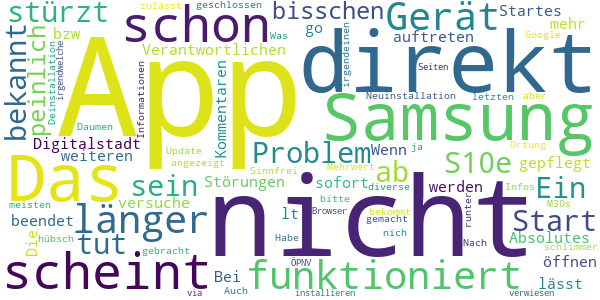 zulässt geschlossen bisschen Gerät Startes
stürzt schon Was go auftreten mehr
bzw Verantwortlichen Google
bekannt peinlich Deinstallation irgendwelche App Informationen Kommentaren irgendeinen direkt
Seiten Neuinstallation letzten aber
Daumen Samsung
Digitalstadt Update Problem Wenn ja Ortung
weiteren angezeigt Sinnfrei Mehrwert ab S10e gepflegt
Das sein Störungen sofort diverse werden Infos Ein
meisten versuche bitte M30s
beendet länger lt Browser bekommt runter Start
Die hübsch tut gebracht Habe nicht gemacht nich Nach Absolutes schlimmer
scheint Bei ÖPNV funktioniert lässt öffnen
via Auch installieren verwiesen